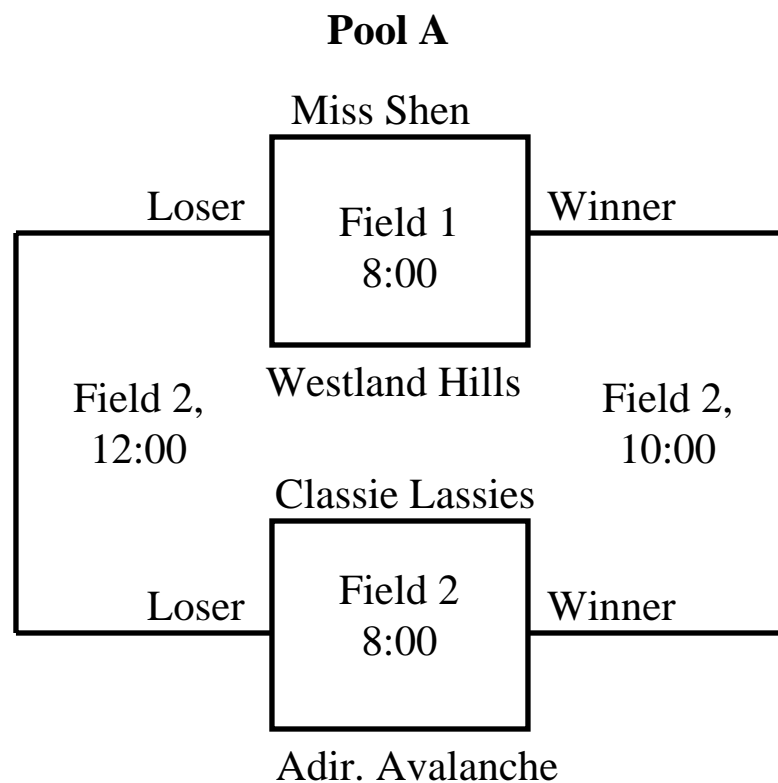 Pool A
Miss Shen
Loser
Field 1
8:00
Winner
Westland Hills
Field 2,
12:00
Field 2,
10:00
Classie Lassies
Loser
Field 2
8:00
Winner
Adir. Avalanche